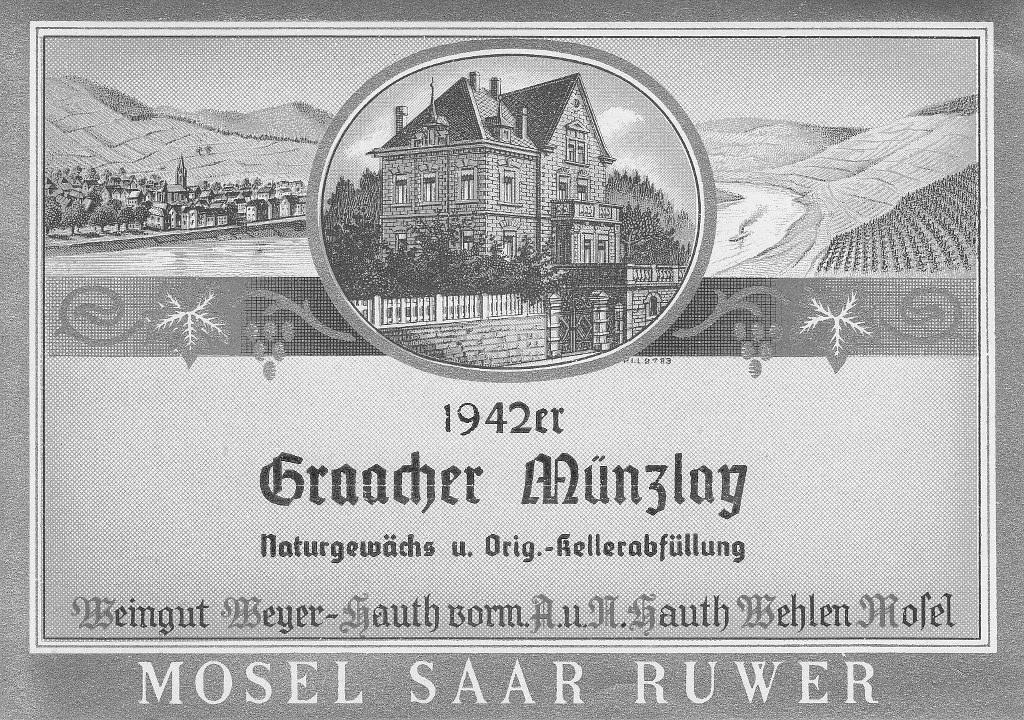 1942er
Graacher Münzlay
Naturgewächs u. Orig.-Kellerabfüllung
Weingut Weyer-Hauth vorm. A.u.N. Hauth Wehlen Mosel
MOSEL SAAR RUWER